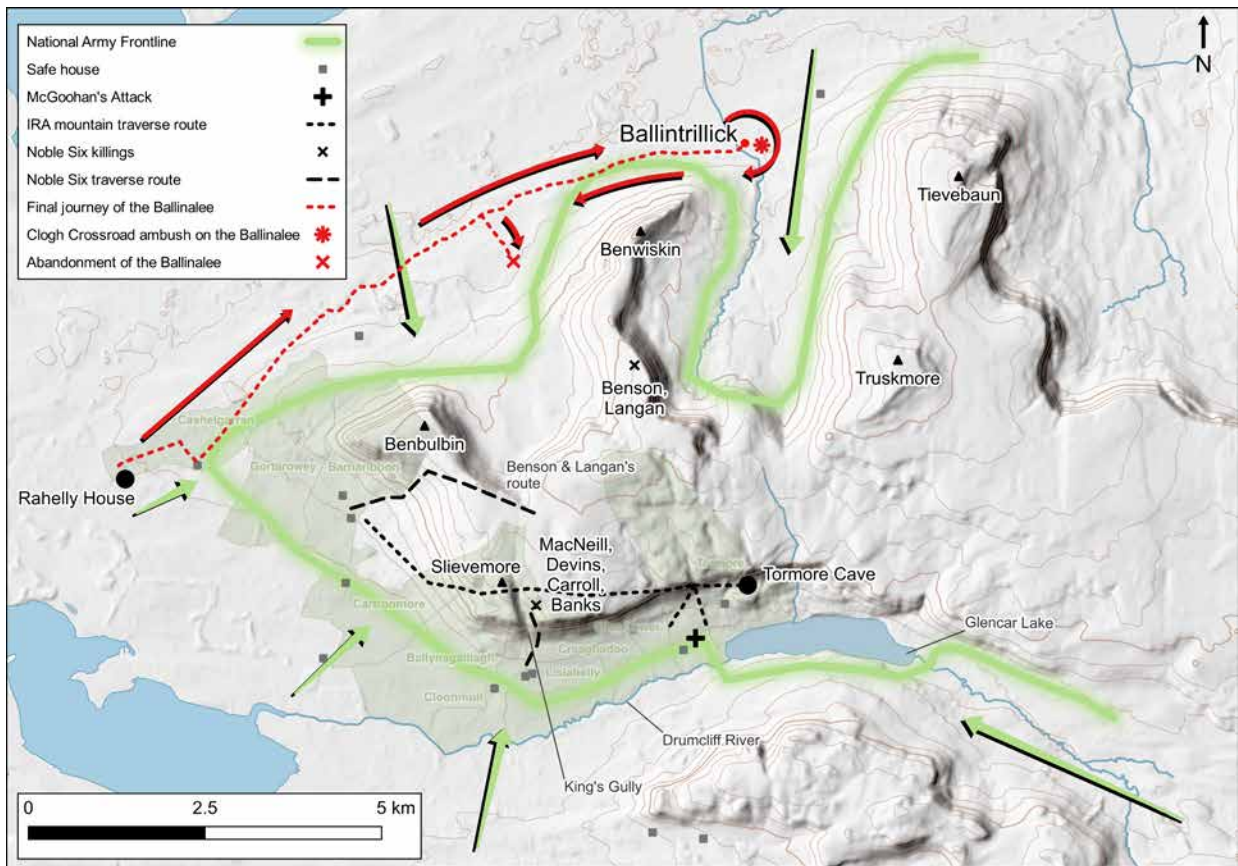 National Army Frontline
Safe house
McGoohan's Attack
IRA mountain traverse route
Noble Six killings
Noble Six traverse route
Final journey of the Ballinalee
Clogh Crossroad ambush on the Ballinalee
Abandonment of the Ballinalee
N
Ballintrillick
Tievebaun
Benwiskin
Truskmore
Benson,
Langan
Cashelgarran
Benbulbin
Benson & Langan's
route
Rahelly House
MacNeill,
Devins,
Carroll,
Banks
Slievemore
Tormore Cave
Cartronmore
Glencar Lake
Cloonmull
Drumcliff River
King's Gully
0
2.5
5 km